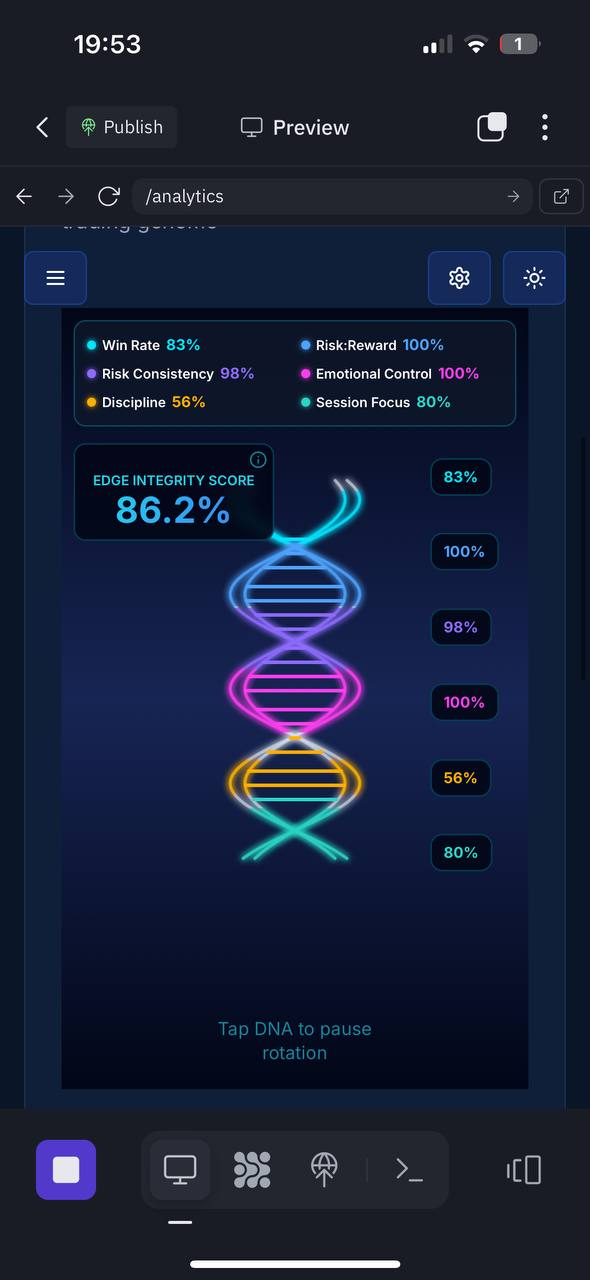 19:53
1
Publish
Preview
/analytics
trading genome
Win Rate 83%
Risk:Reward 100%
Risk Consistency 98%
Emotional Control 100%
Discipline 56%
Session Focus 80%
EDGE INTEGRITY SCORE
86.2%
83%
100%
98%
100%
56%
80%
Tap DNA to pause
rotation